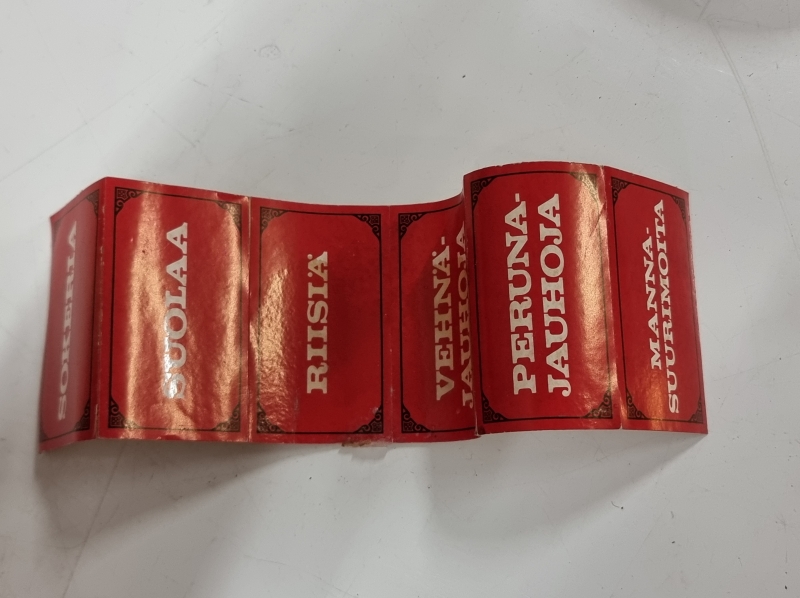 SOKERIA
SUOLAA
RIISIÄ
VEHNÄ-
JAUHOJA
PERUNA-
JAUHOJA
MANNA-
SUURIMOITA